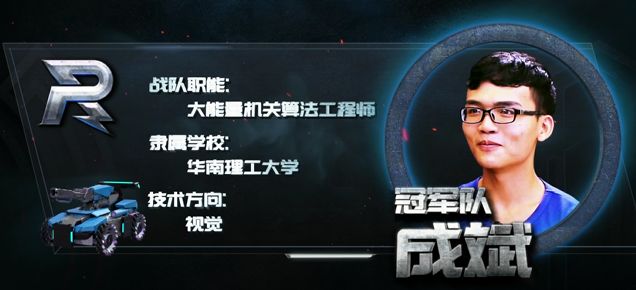 战队职能:
大能量机关算法工程师
隶属学校:
华南理工大学
技术方向:
视觉
冠军队
成斌